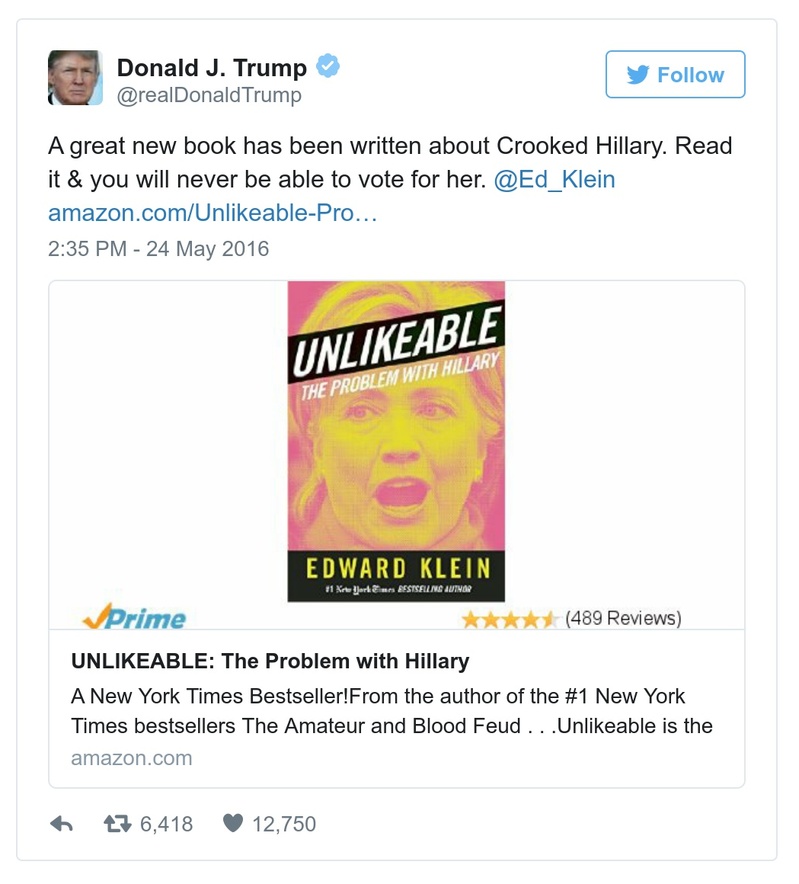 Donald J. Trump
@realDonaldTrump
Follow
A great new book has been written about Crooked Hillary. Read
it & you will never be able to vote for her. @Ed_Klein
amazon.com/Unlikeable-Pro…
2:35 PM - 24 May 2016
UNLIKEABLE
THE PROBLEM WITH HILLARY
EDWARD KLEIN
#1 New York Times BESTSELLING AUTHOR
Prime
(489 Reviews)
UNLIKEABLE: The Problem with Hillary
A New York Times Bestseller!From the author of the #1 New York
Times bestsellers The Amateur and Blood Feud . . .Unlikeable is the
amazon.com
6,418
12,750